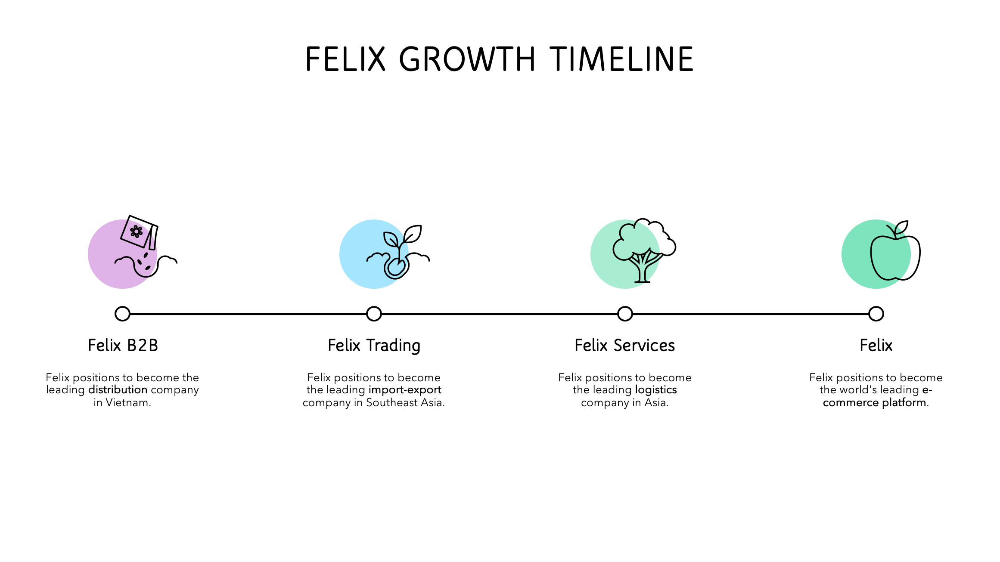 FELIX GROWTH TIMELINE
Felix B2B
Felix positions to become the
leading distribution company
in Vietnam.
Felix Trading
Felix positions to become
the leading import-export
company in Southeast Asia.
Felix Services
Felix positions to become
the leading logistics
company in Asia.
Felix
Felix positions to become
the world's leading e-
commerce platform.